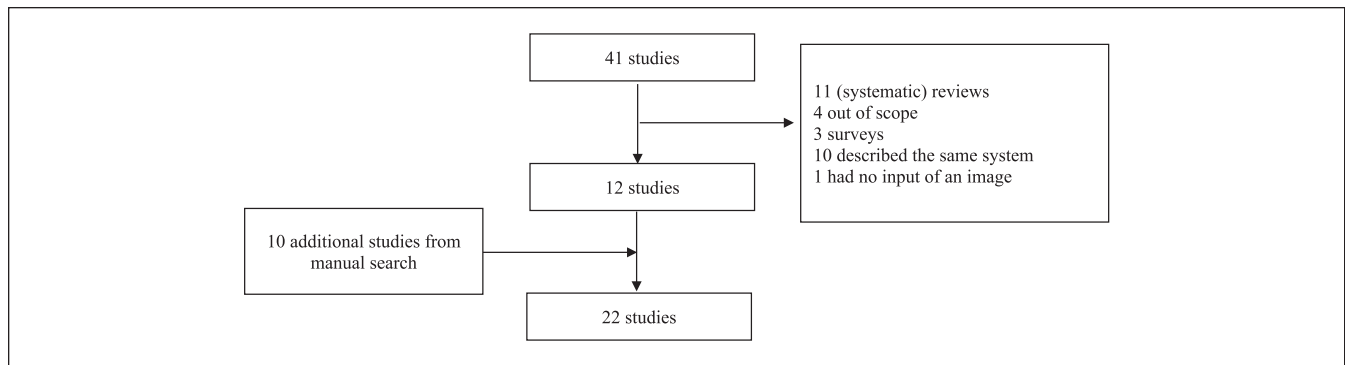 41 studies
11 (systematic) reviews
4 out of scope
3 surveys
10 described the same system
1 had no input of an image
12 studies
10 additional studies from
manual search
22 studies